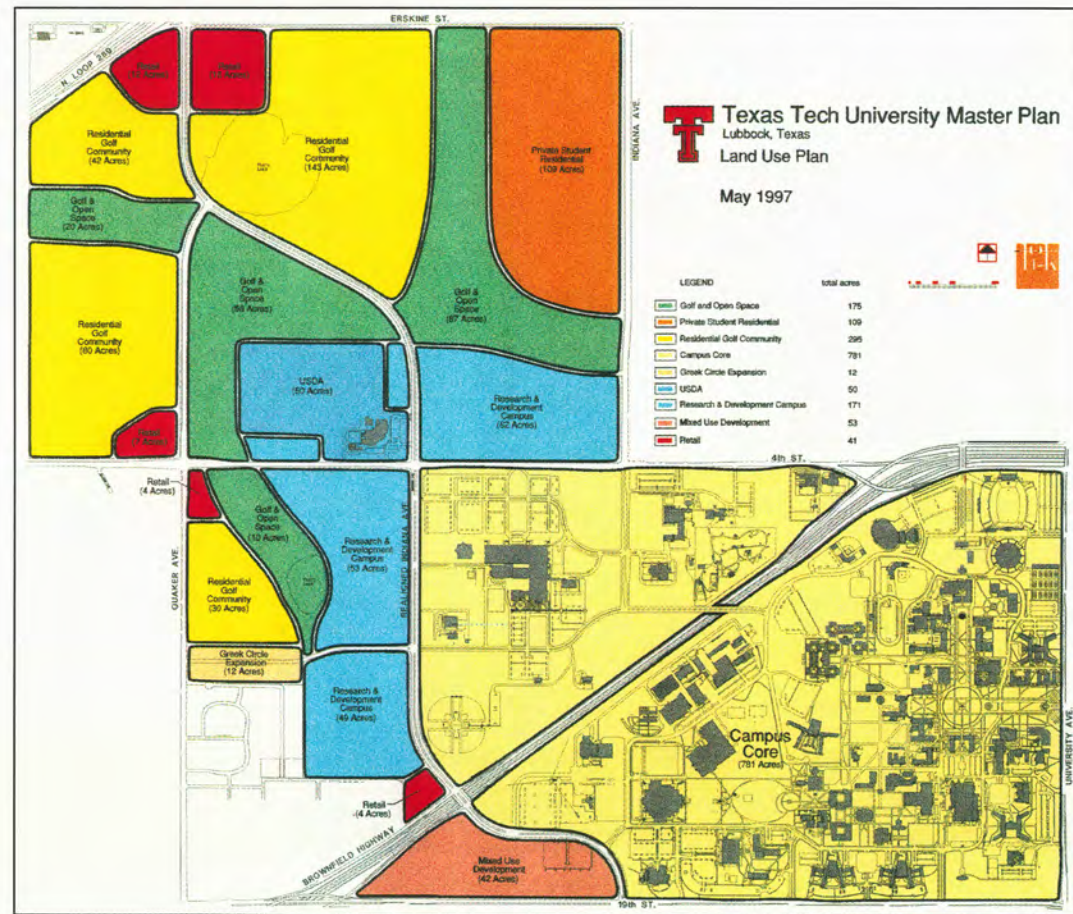 ERSKINE ST.
N LOOP 289
Retail
Retail
Residential
Golf
Community
(42 Acres)
Residential
Golf
Community
(143 Acres)
Private Student
Residential
(109 Acres)
INDIANA AVE.
Texas Tech University Master Plan
Lubbock, Texas
Land Use Plan
May 1997
Golf &
Open
Space
(20 Acres)
Golf &
Open
Space
Golf &
Open
Space
(87 Acres)
Residential
Golf
Community
(80 Acres)
USDA
(50 Acres)
Research &
Development
Campus
(62 Acres)
Retail
LEGEND total acres
Golf and Open Space 175
Private Student Residential 109
Residential Golf Community 295
Campus Core 781
Greek Circle Expansion 12
USDA 50
Research & Development Campus 171
Mixed Use Development 53
Retail 41
4th ST.
Retail
(4 Acres)
Golf &
Open
Space
(10 Acres)
Research &
Development
Campus
(53 Acres)
QUAKER AVE.
REALIGNED INDIANA AVE.
Residential
Golf
Community
(30 Acres)
Greek Circle
Expansion
(12 Acres)
Research &
Development
Campus
(49 Acres)
Campus
Core
(781 Acres)
UNIVERSITY AVE.
Retail
(4 Acres)
BROWNFIELD HIGHWAY
Mixed Use
Development
(42 Acres)
19th ST.